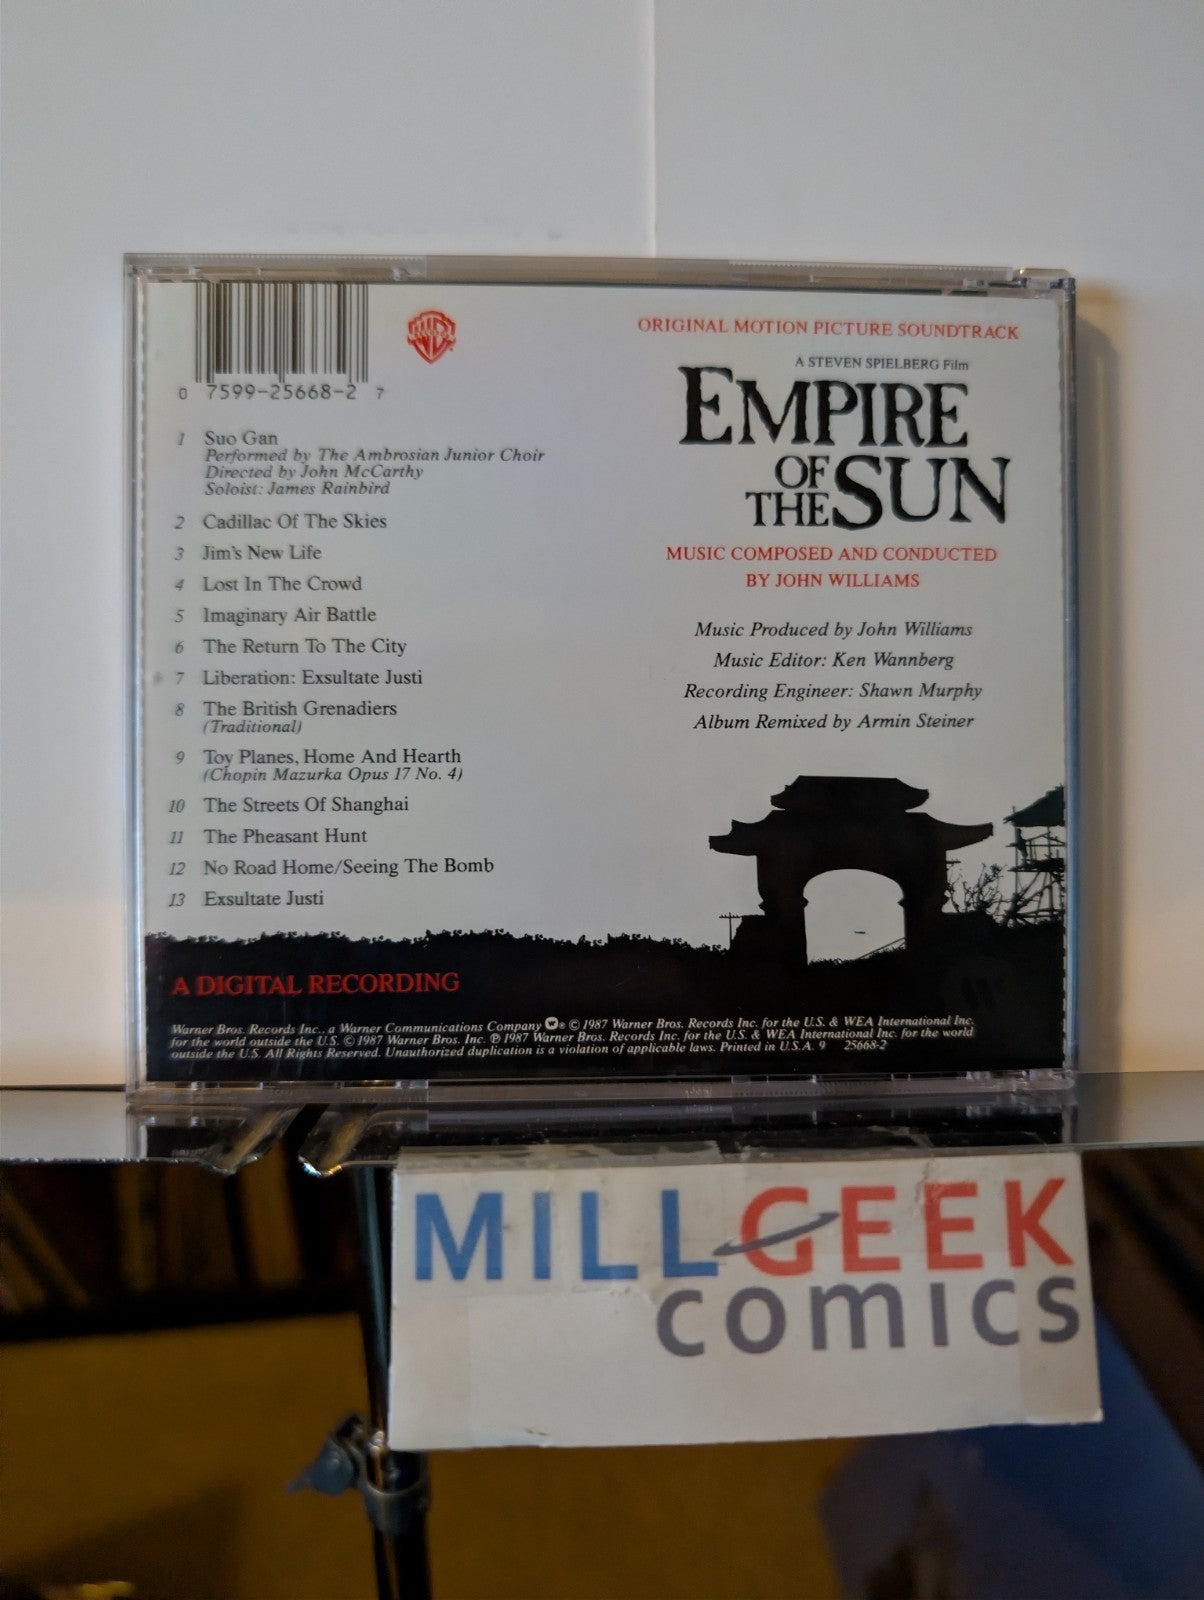 0 7599-25668-2 7
1 Suo Gan
Performed by The Ambrosian Junior Choir
Directed by John McCarthy
Soloist: James Rainbird
2 Cadillac Of The Skies
3 Jim's New Life
4 Lost In The Crowd
5 Imaginary Air Battle
6 The Return To The City
7 Liberation: Exsultate Justi
8 The British Grenadiers
(Traditional)
9 Toy Planes, Home And Hearth
(Chopin Mazurka Opus 17 No. 4)
10 The Streets Of Shanghai
11 The Pheasant Hunt
12 No Road Home/Seeing The Bomb
13 Exsultate Justi
ORIGINAL MOTION PICTURE SOUNDTRACK
A STEVEN SPIELBERG Film
EMPIRE
OF
THE SUN
MUSIC COMPOSED AND CONDUCTED
BY JOHN WILLIAMS
Music Produced by John Williams
Music Editor: Ken Wannberg
Recording Engineer: Shawn Murphy
Album Remixed by Armin Steiner
A DIGITAL RECORDING
Warner Bros. Records Inc., a Warner Communications Company ® © 1987 Warner Bros. Records Inc. for the U.S. & WEA International Inc.
for the world outside the U.S. © 1987 Warner Bros. Inc. ℗ 1987 Warner Bros. Records Inc. for the U.S. & WEA International Inc. for the world
outside the U.S. All Rights Reserved. Unauthorized duplication is a violation of applicable laws. Printed in U.S.A. 9 25668-2
MILLGEEK
comics